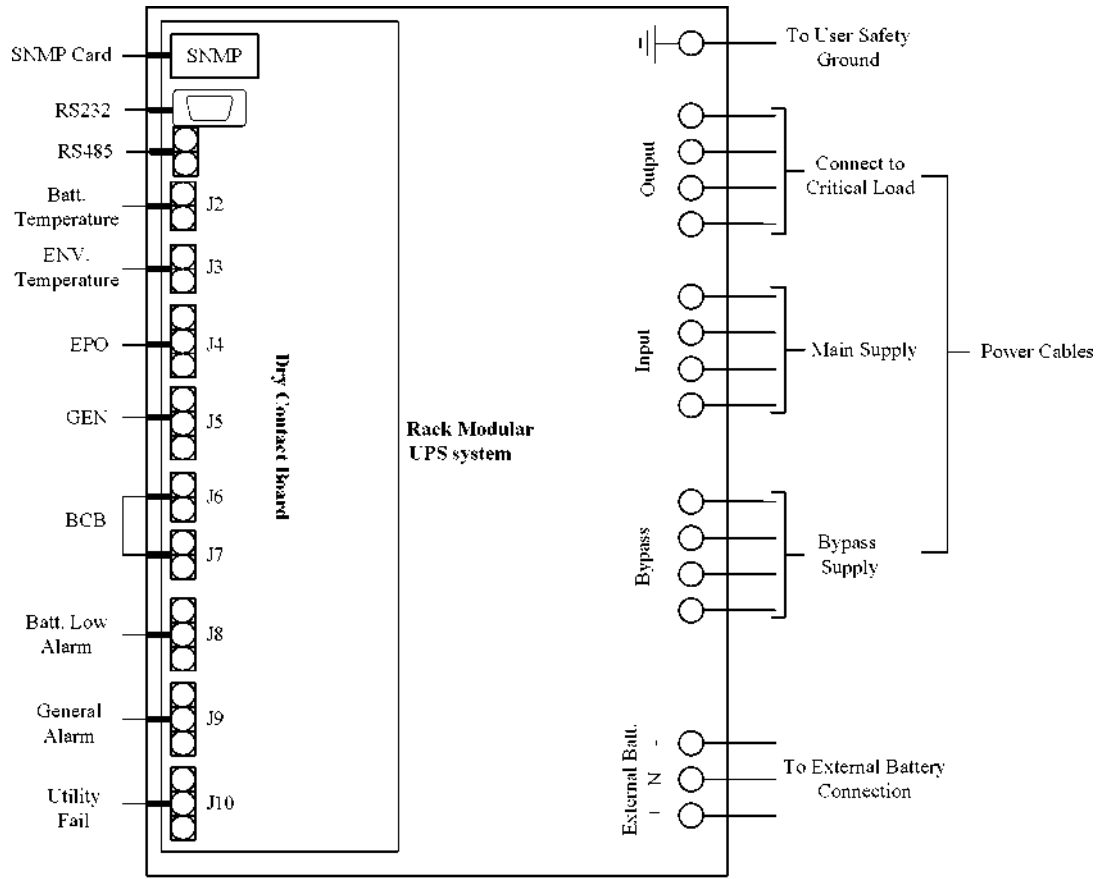 SNMP Card
SNMP
RS232
RS485
Batt.
Temperature
J2
ENV.
Temperature
J3
EPO
J4
GEN
J5
BCB
J6
J7
Batt. Low
Alarm
J8
General
Alarm
J9
Utility
Fail
J10
Dry Contact Board
Rack Modular
UPS system
To User Safety
Ground
Output
Connect to
Critical Load
Input
Main Supply
Power Cables
Bypass
Bypass
Supply
External Batt.
-
N
To External Battery
Connection